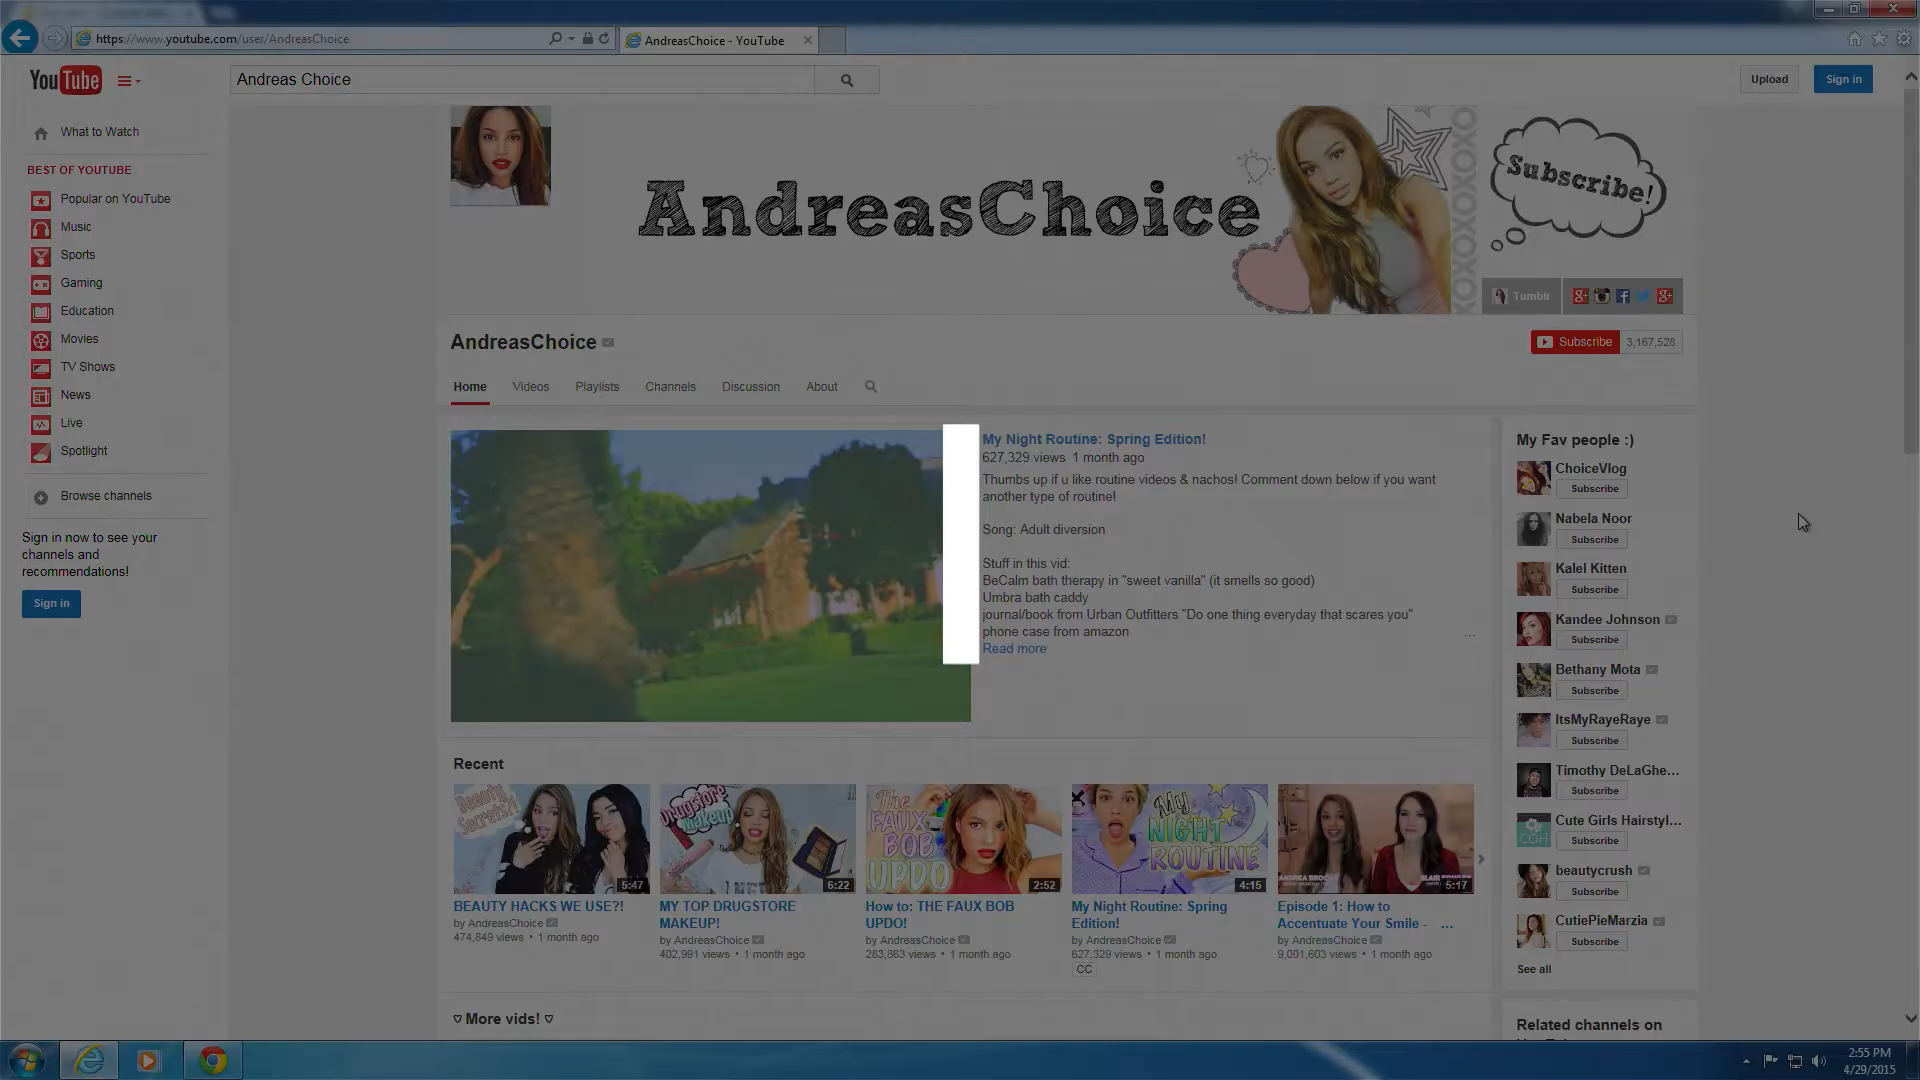 https://www.youtube.com/user/AndreasChoice
AndreasChoice - YouTube
YouTube
Andreas Choice
Upload
Sign in
What to Watch
BEST OF YOUTUBE
Popular on YouTube
Music
Sports
Gaming
Education
Movies
TV Shows
News
Live
Spotlight
Browse channels
Sign in now to see your
channels and
recommendations!
Sign in
AndreasChoice
XOXOXOXO
Subscribe!
Tumblr
AndreasChoice
Subscribe 3,167,528
Home Videos Playlists Channels Discussion About
My Night Routine: Spring Edition!
627,329 views 1 month ago
Thumbs up if u like routine videos & nachos! Comment down below if you want
another type of routine!
Song: Adult diversion
Stuff in this vid:
BeCalm bath therapy in "sweet vanilla" (it smells so good)
Umbra bath caddy
journal/book from Urban Outfitters "Do one thing everyday that scares you"
phone case from amazon
...
Read more
My Fav people :)
ChoiceVlog
Subscribe
Nabela Noor
Subscribe
Kalel Kitten
Subscribe
Kandee Johnson
Subscribe
Bethany Mota
Subscribe
ItsMyRayeRaye
Subscribe
Timothy DeLaGhe...
Subscribe
Cute Girls Hairstyl...
Subscribe
beautycrush
Subscribe
CutiePieMarzia
Subscribe
See all
Related channels on
Recent
Beauty Secrets?!
5:47
BEAUTY HACKS WE USE?!
by AndreasChoice
474,849 views • 1 month ago
Drugstore Makeup!
6:22
MY TOP DRUGSTORE
MAKEUP!
by AndreasChoice
402,991 views • 1 month ago
The FAUX BOB UPDO
2:52
How to: THE FAUX BOB
UPDO!
by AndreasChoice
283,863 views • 1 month ago
My NIGHT ROUTINE
4:15
My Night Routine: Spring
Edition!
by AndreasChoice
627,329 views • 1 month ago
CC
5:17
Episode 1: How to
Accentuate Your Smile - ...
by AndreasChoice
9,001,603 views • 1 month ago
♡ More vids! ♡
2:55 PM
4/29/2015